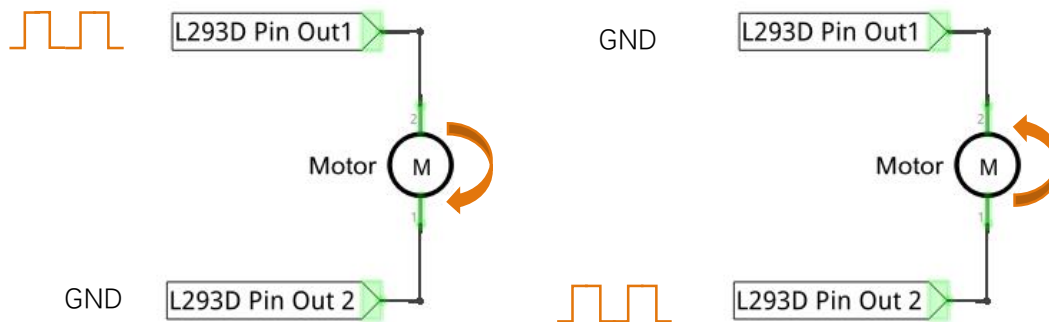 L293D Pin Out1
2
Motor
M
1
GND
L293D Pin Out 2
GND
L293D Pin Out1
2
Motor
M
1
L293D Pin Out 2